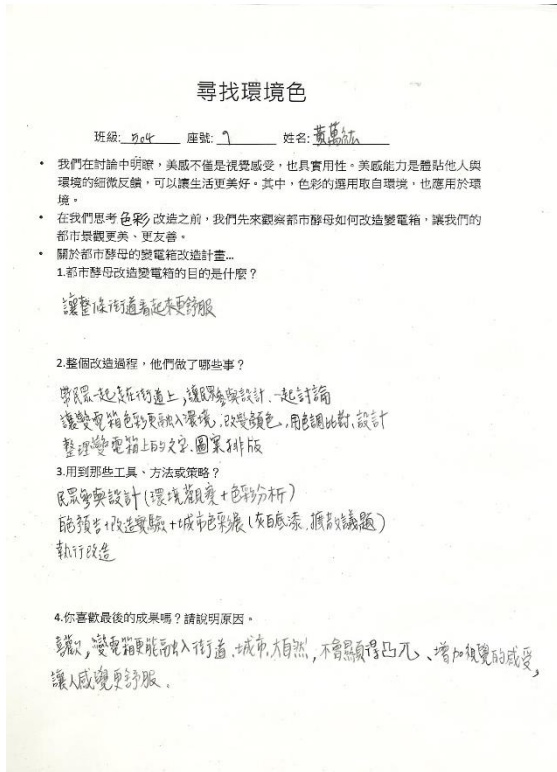 尋找環境色
班級: 504 座號: 9 姓名: 黃萬紘
• 我們在討論中明瞭，美感不僅是視覺感受，也具實用性。美感能力是體貼他人與
環境的細微反饋，可以讓生活更美好。其中，色彩的選用取自環境，也應用於環
境。
• 在我們思考色彩改造之前，我們先來觀察都市酵母如何改造變電箱，讓我們的
都市景觀更美、更友善。
• 關於都市酵母的變電箱改造計畫...
1.都市酵母改造變電箱的目的是什麼？
讓整條街道看起來更舒服
2.整個改造過程，他們做了哪些事？
帶民眾一起走在街道上，讓民眾參與設計、一起討論
讓變電箱色彩更融入環境，改變顏色，用色調比對、設計
整理變電箱上的文字、圖案排版
3.用到那些工具、方法或策略？
民眾參與設計(環境觀察+色彩分析)
預告+改造實驗+城市色彩展(灰白底漆、擴散議題)
執行改造
4.你喜歡最後的成果嗎？請說明原因。
喜歡，變電箱更能融入街道、城市、大自然，不會顯得凸兀、增加視覺的感受，
讓人感覺更舒服。